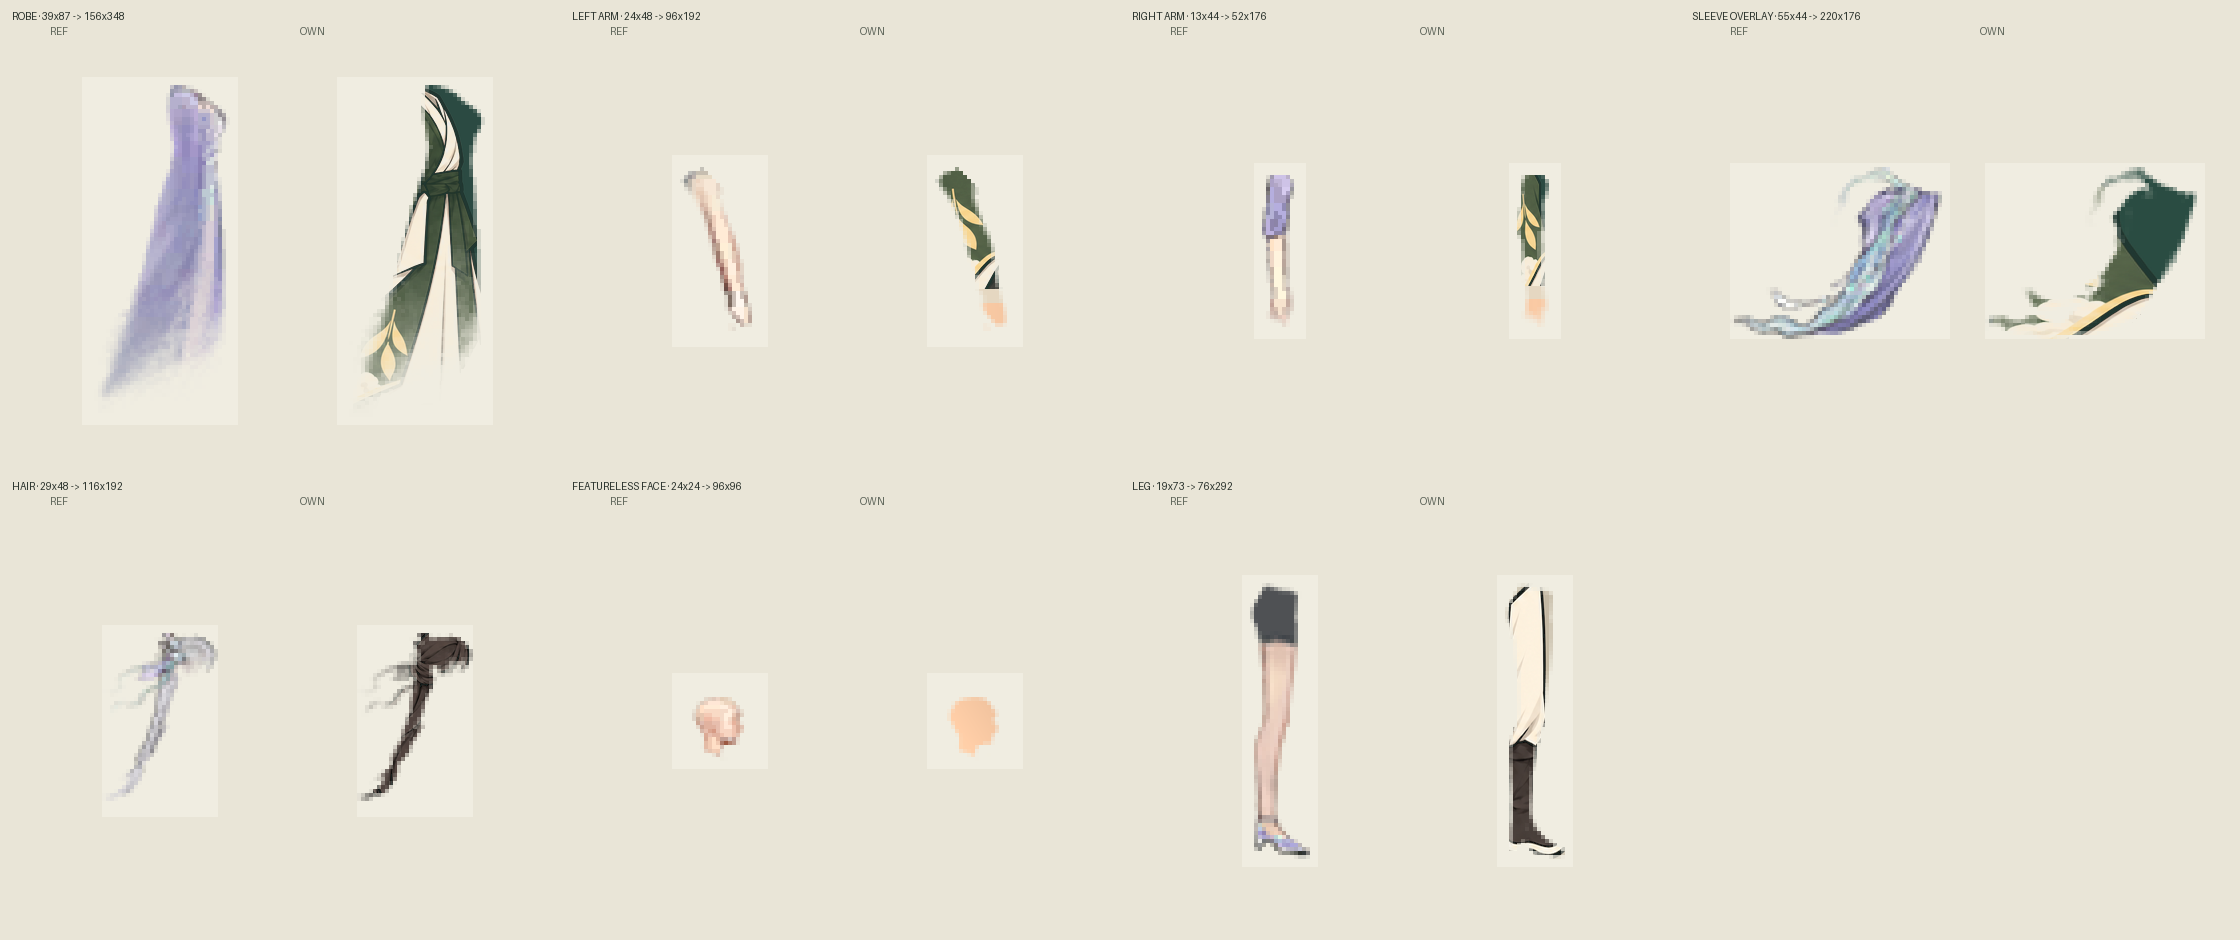 ROBE · 39x87 -> 156x348
REF
OWN
LEFT ARM · 24x48 -> 96x192
REF
OWN
RIGHT ARM · 13x44 -> 52x176
REF
OWN
SLEEVE OVERLAY · 55x44 -> 220x176
REF
OWN
HAIR · 29x48 -> 116x192
REF
OWN
FEATURELESS FACE · 24x24 -> 96x96
REF
OWN
LEG · 19x73 -> 76x292
REF
OWN